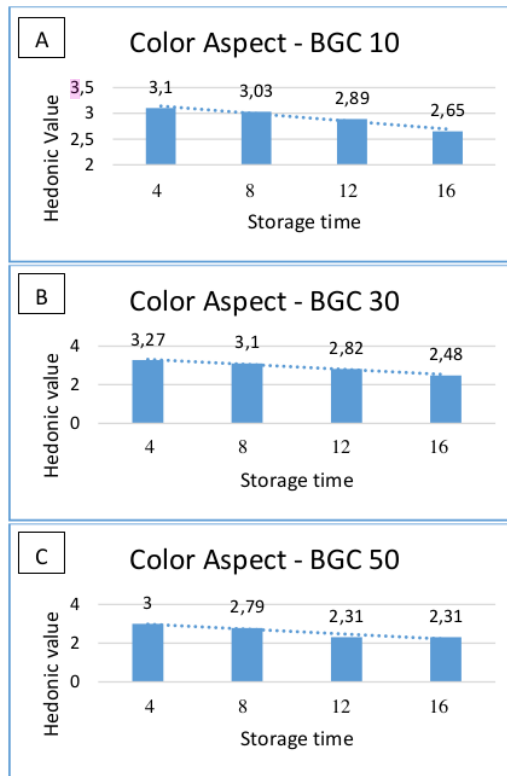 A
Color Aspect - BGC 10
Hedonic Value
3,5
3
2,5
2
3,1
3,03
2,89
2,65
4 8 12 16
Storage time
B
Color Aspect - BGC 30
Hedonic value
4
2
0
3,27
3,1
2,82
2,48
4 8 12 16
Storage time
C
Color Aspect - BGC 50
Hedonic value
4
2
0
3
2,79
2,31
2,31
4 8 12 16
Storage time